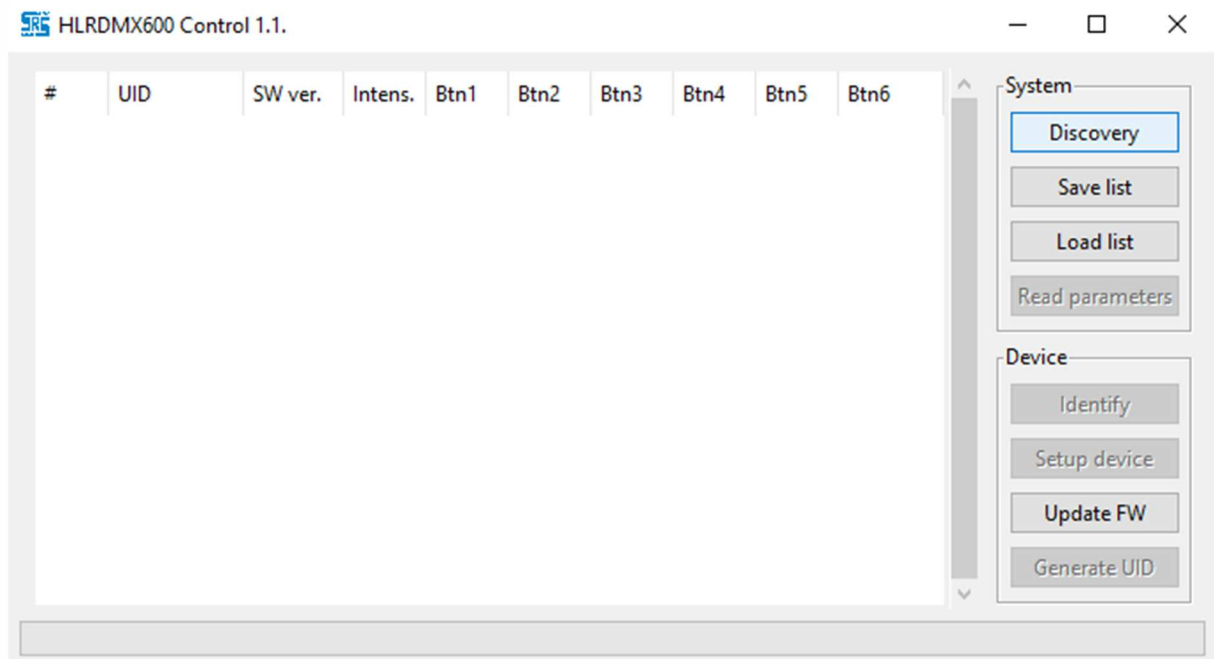 SRS HLRDMX600 Control 1.1.
# UID SW ver. Intens. Btn1 Btn2 Btn3 Btn4 Btn5 Btn6
System
Discovery
Save list
Load list
Read parameters
Device
Identify
Setup device
Update FW
Generate UID